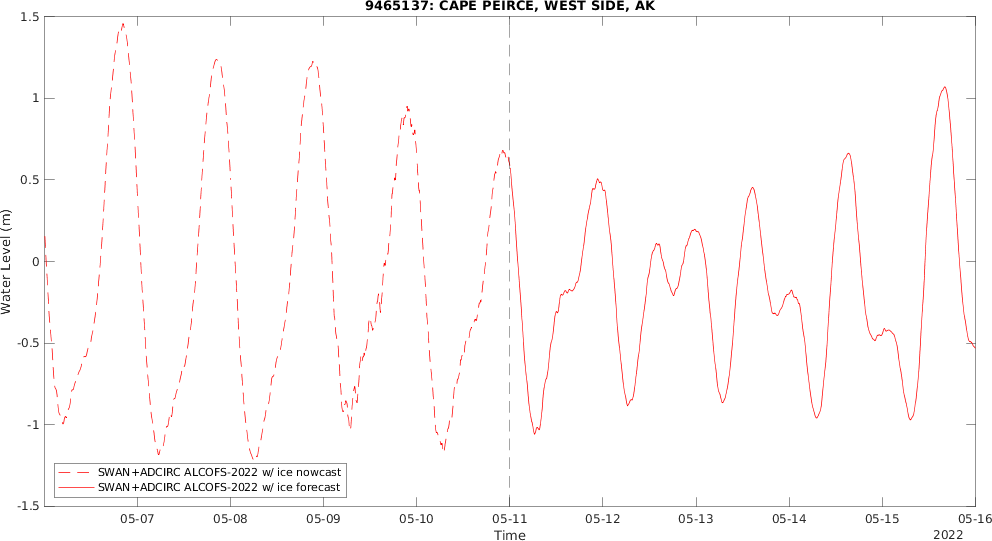 9465137: CAPE PEIRCE, WEST SIDE, AK
Water Level (m)
1.5
1
0.5
0
-0.5
-1
-1.5
SWAN+ADCIRC ALCOFS-2022 w/ ice nowcast
SWAN+ADCIRC ALCOFS-2022 w/ ice forecast
05-07 05-08 05-09 05-10 05-11 05-12 05-13 05-14 05-15 05-16
Time
2022